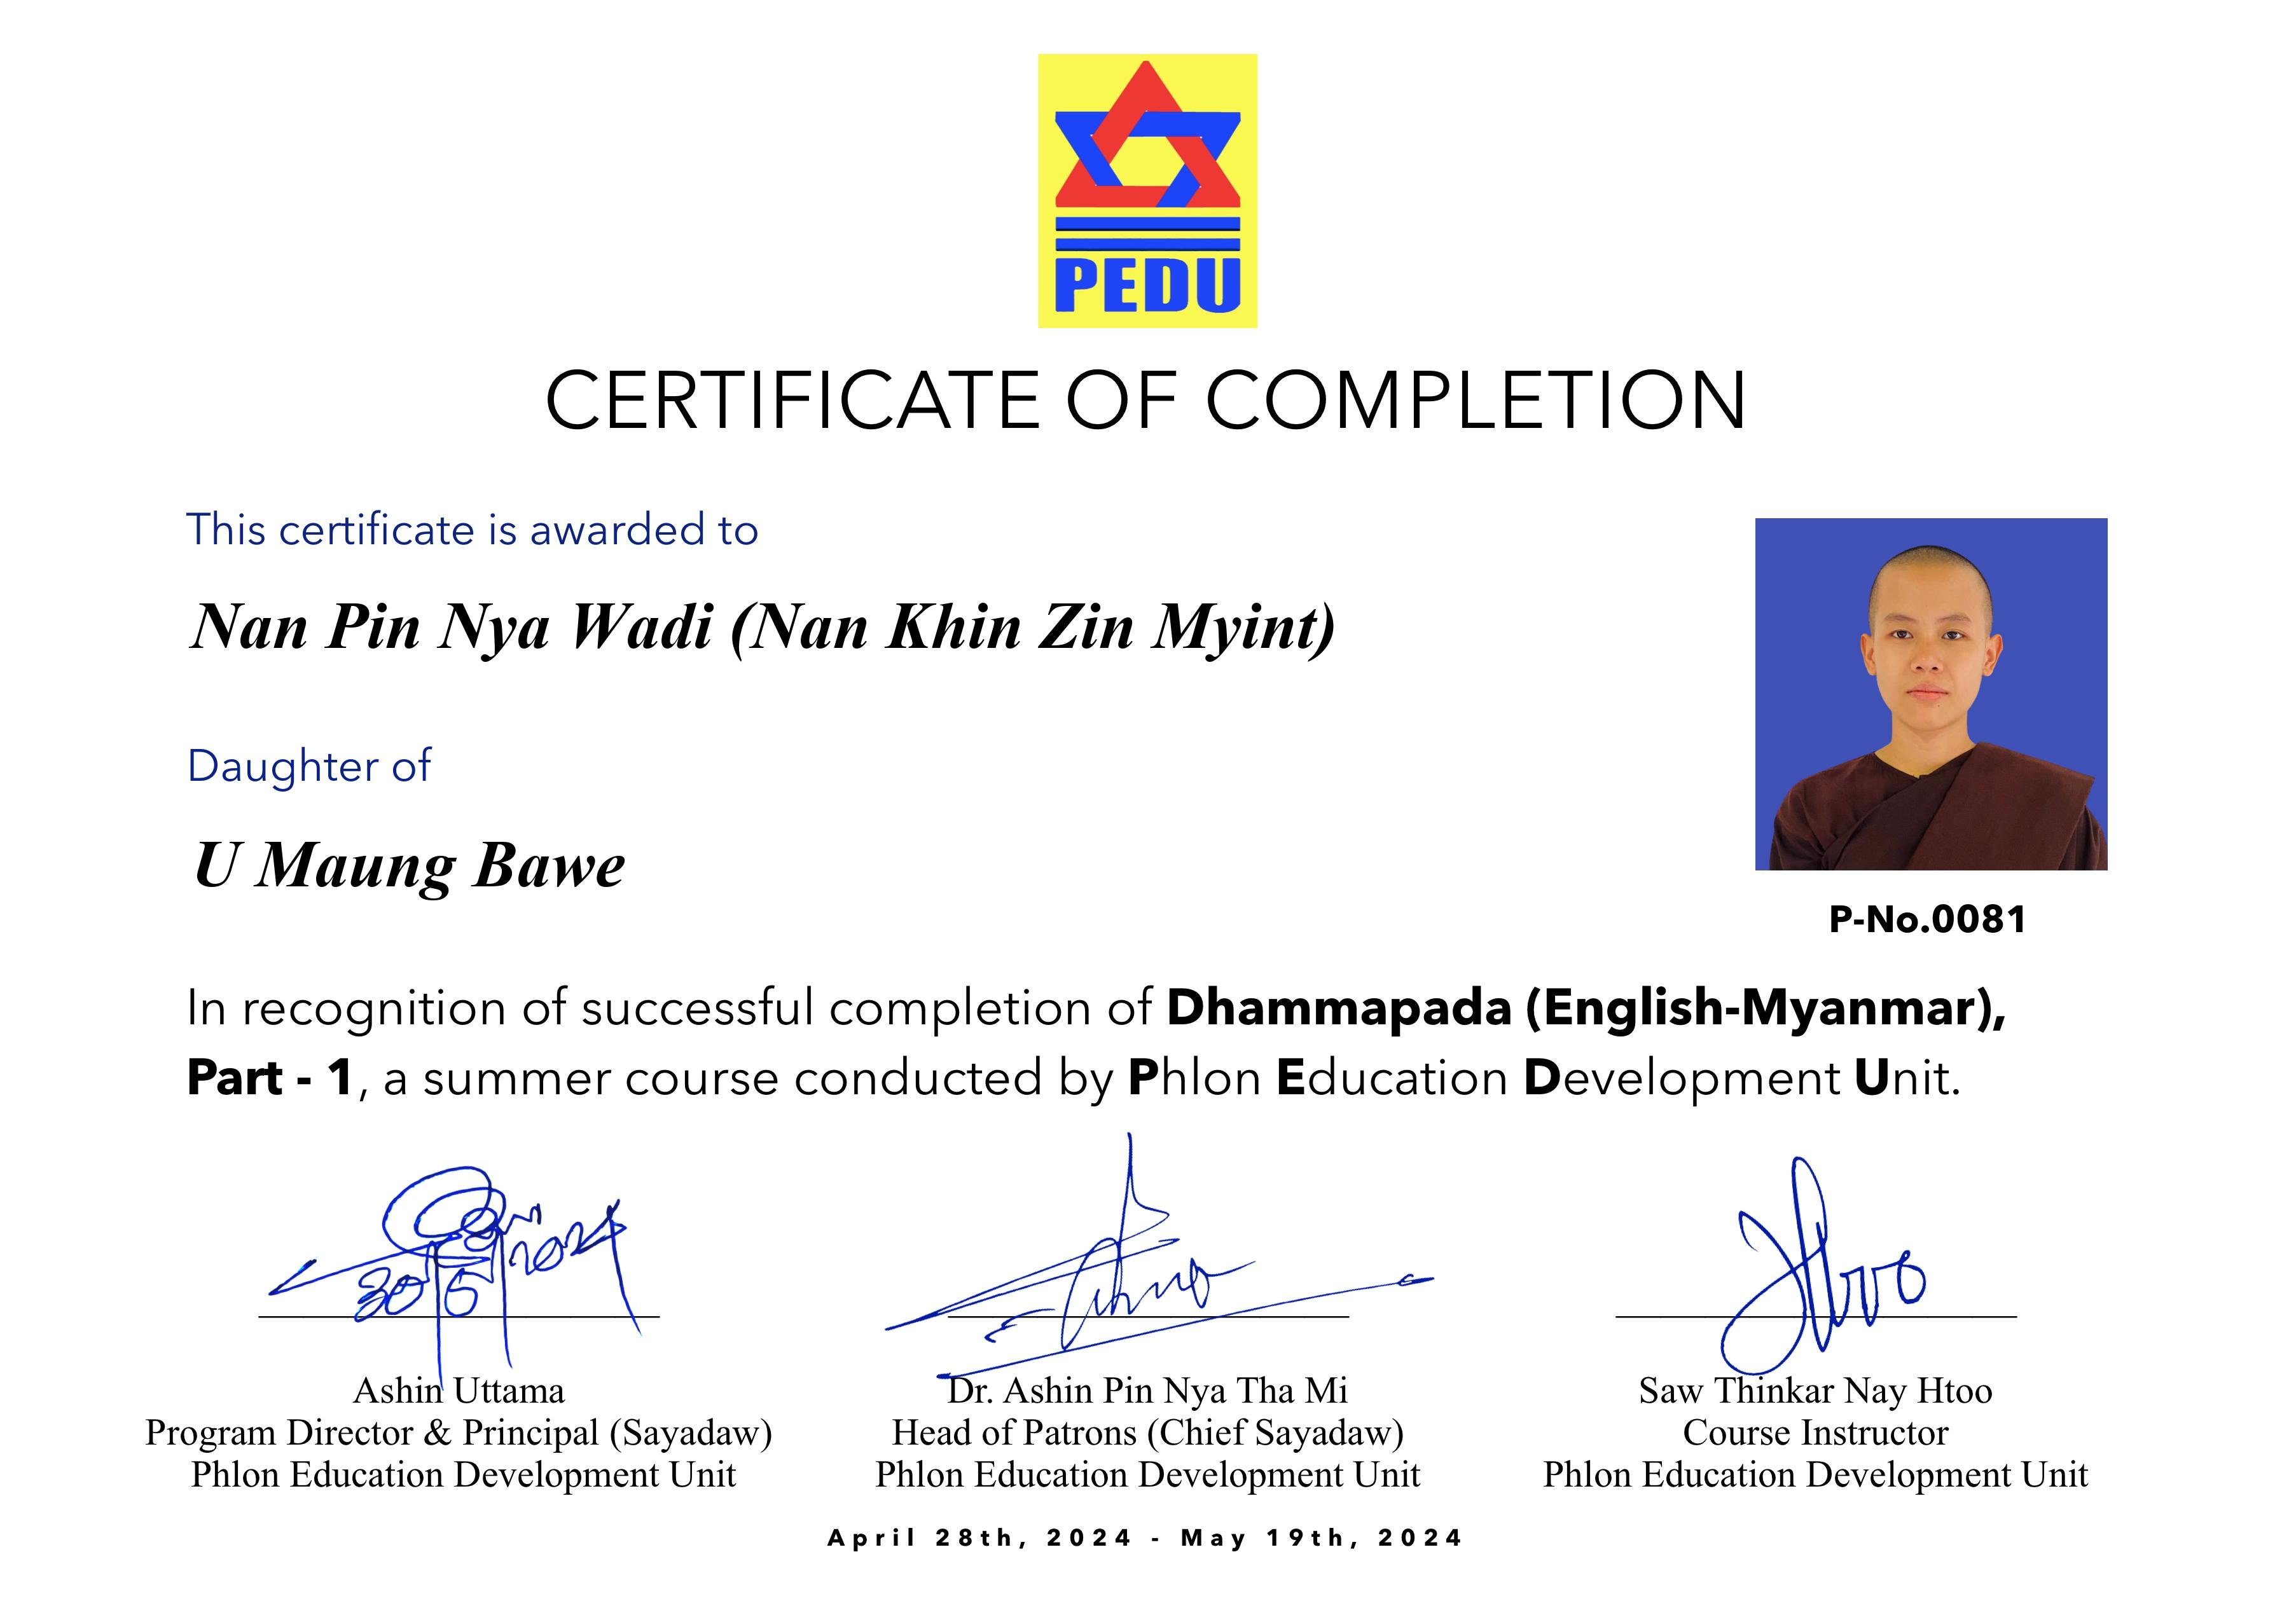 PEDU
CERTIFICATE OF COMPLETION
This certificate is awarded to
Nan Pin Nya Wadi (Nan Khin Zin Myint)
Daughter of
U Maung Bawe
P-No.0081
In recognition of successful completion of Dhammapada (English-Myanmar),
Part - 1, a summer course conducted by Phlon Education Development Unit.
30/5/2024
Htoo
Ashin Uttama
Program Director & Principal (Sayadaw)
Phlon Education Development Unit
Dr. Ashin Pin Nya Tha Mi
Head of Patrons (Chief Sayadaw)
Phlon Education Development Unit
Saw Thinkar Nay Htoo
Course Instructor
Phlon Education Development Unit
April 28th, 2024 - May 19th, 2024